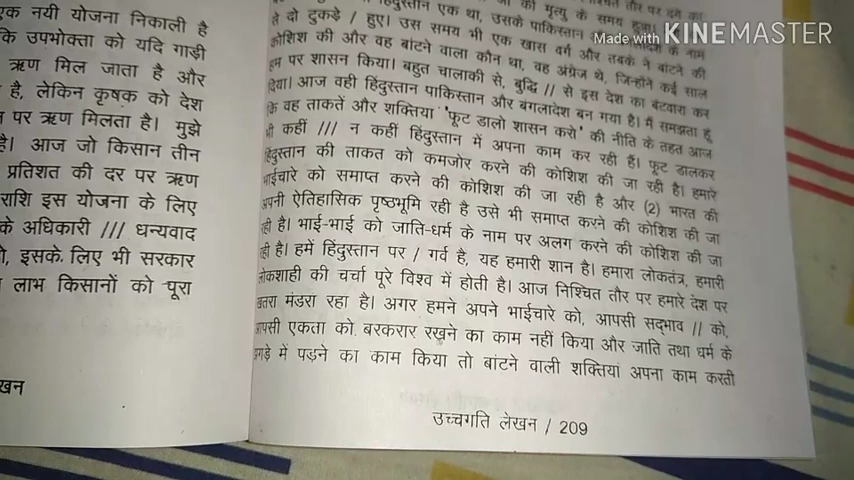 एक नयी योजना निकाली है
कि उपभोक्ता को यदि गाड़ी
ऋण मिल जाता है और
है, लेकिन कृषक को देश
पर ऋण मिलता है। मुझे
है। आज जो किसान तीन
प्रतिशत की दर पर ऋण
राशि इस योजना के लिए
के अधिकारी /// धन्यवाद
इसके लिए भी सरकार
लाभ किसानों को पूरा
खन
की मृत्यु के समय
हिंदुस्तान एक था, उसके पाकिस्तान के नाम
से दो टुकड़े / हुए। उस समय भी एक खास वर्ग और तबके ने बांटने की
कोशिश की और वह बांटने वाला कौन था, वह अंग्रेज थे, जिन्होंने कई साल
हम पर शासन किया। बहुत चालाकी से, बुद्धि // से इस देश का बंटवारा कर
दिया। आज वही हिंदुस्तान पाकिस्तान और बंगलादेश बन गया है। मैं समझता हूं
कि वह ताकतें और शक्तिया 'फूट डालो शासन करो' की नीति के तहत आज
भी कहीं /// न कहीं हिंदुस्तान में अपना काम कर रही हैं। फूट डालकर
हिंदुस्तान की ताकत को कमजोर करने की कोशिश की जा रही है। हमारे
भाईचारे को समाप्त करने की कोशिश की जा रही है और (2) भारत की
अपनी ऐतिहासिक पृष्ठभूमि रही है उसे भी समाप्त करने की कोशिश की जा
रही है। भाई-भाई को जाति-धर्म के नाम पर अलग करने की कोशिश की जा
रही है। हमें हिंदुस्तान पर / गर्व है, यह हमारी शान है। हमारा लोकतंत्र, हमारी
लोकशाही की चर्चा पूरे विश्व में होती है। आज निश्चित तौर पर हमारे देश पर
खतरा मंडरा रहा है। अगर हमने अपने भाईचारे को, आपसी सद्‌भाव // को,
आपसी एकता को बरकरार रखने का काम नहीं किया और जाति तथा धर्म के
झगड़े में पड़ने का काम किया तो बांटने वाली शक्तियां अपना काम करती
उच्चगति लेखन / 209
Made with KINEMASTER